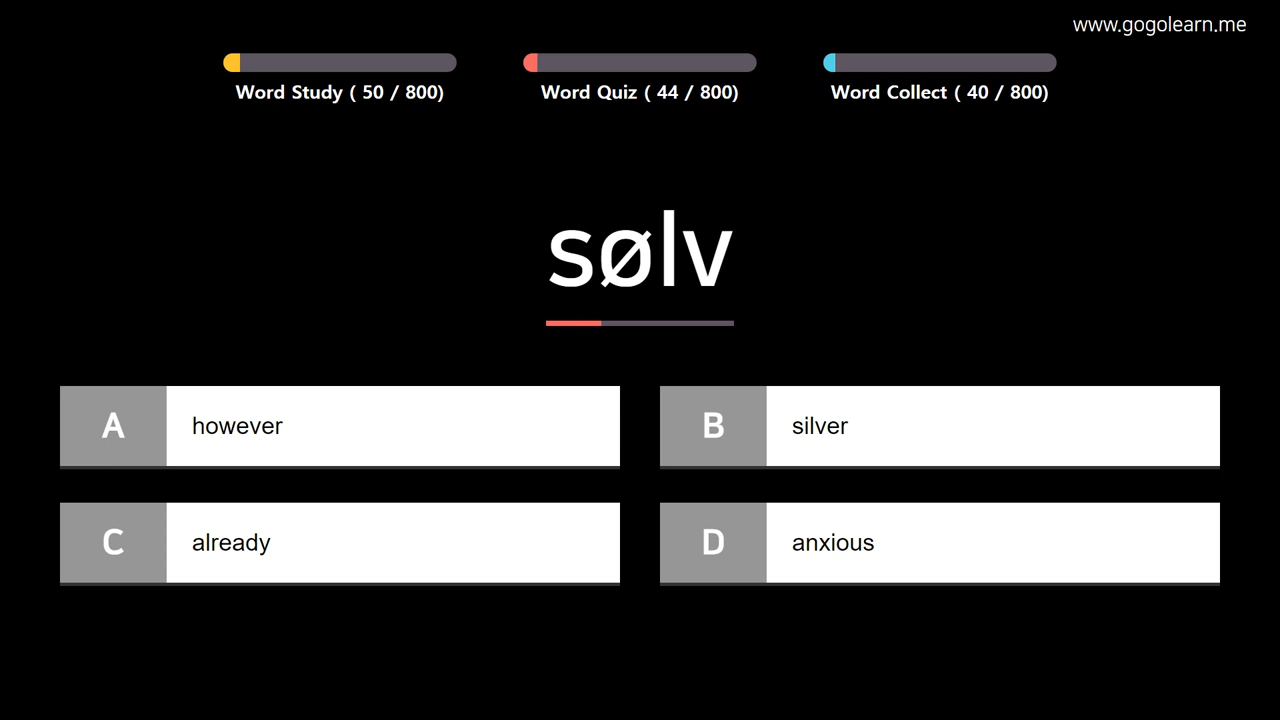 www.gogolearn.me
Word Study ( 50 / 800)
Word Quiz ( 44 / 800)
Word Collect ( 40 / 800)
sølv
A however
B silver
C already
D anxious